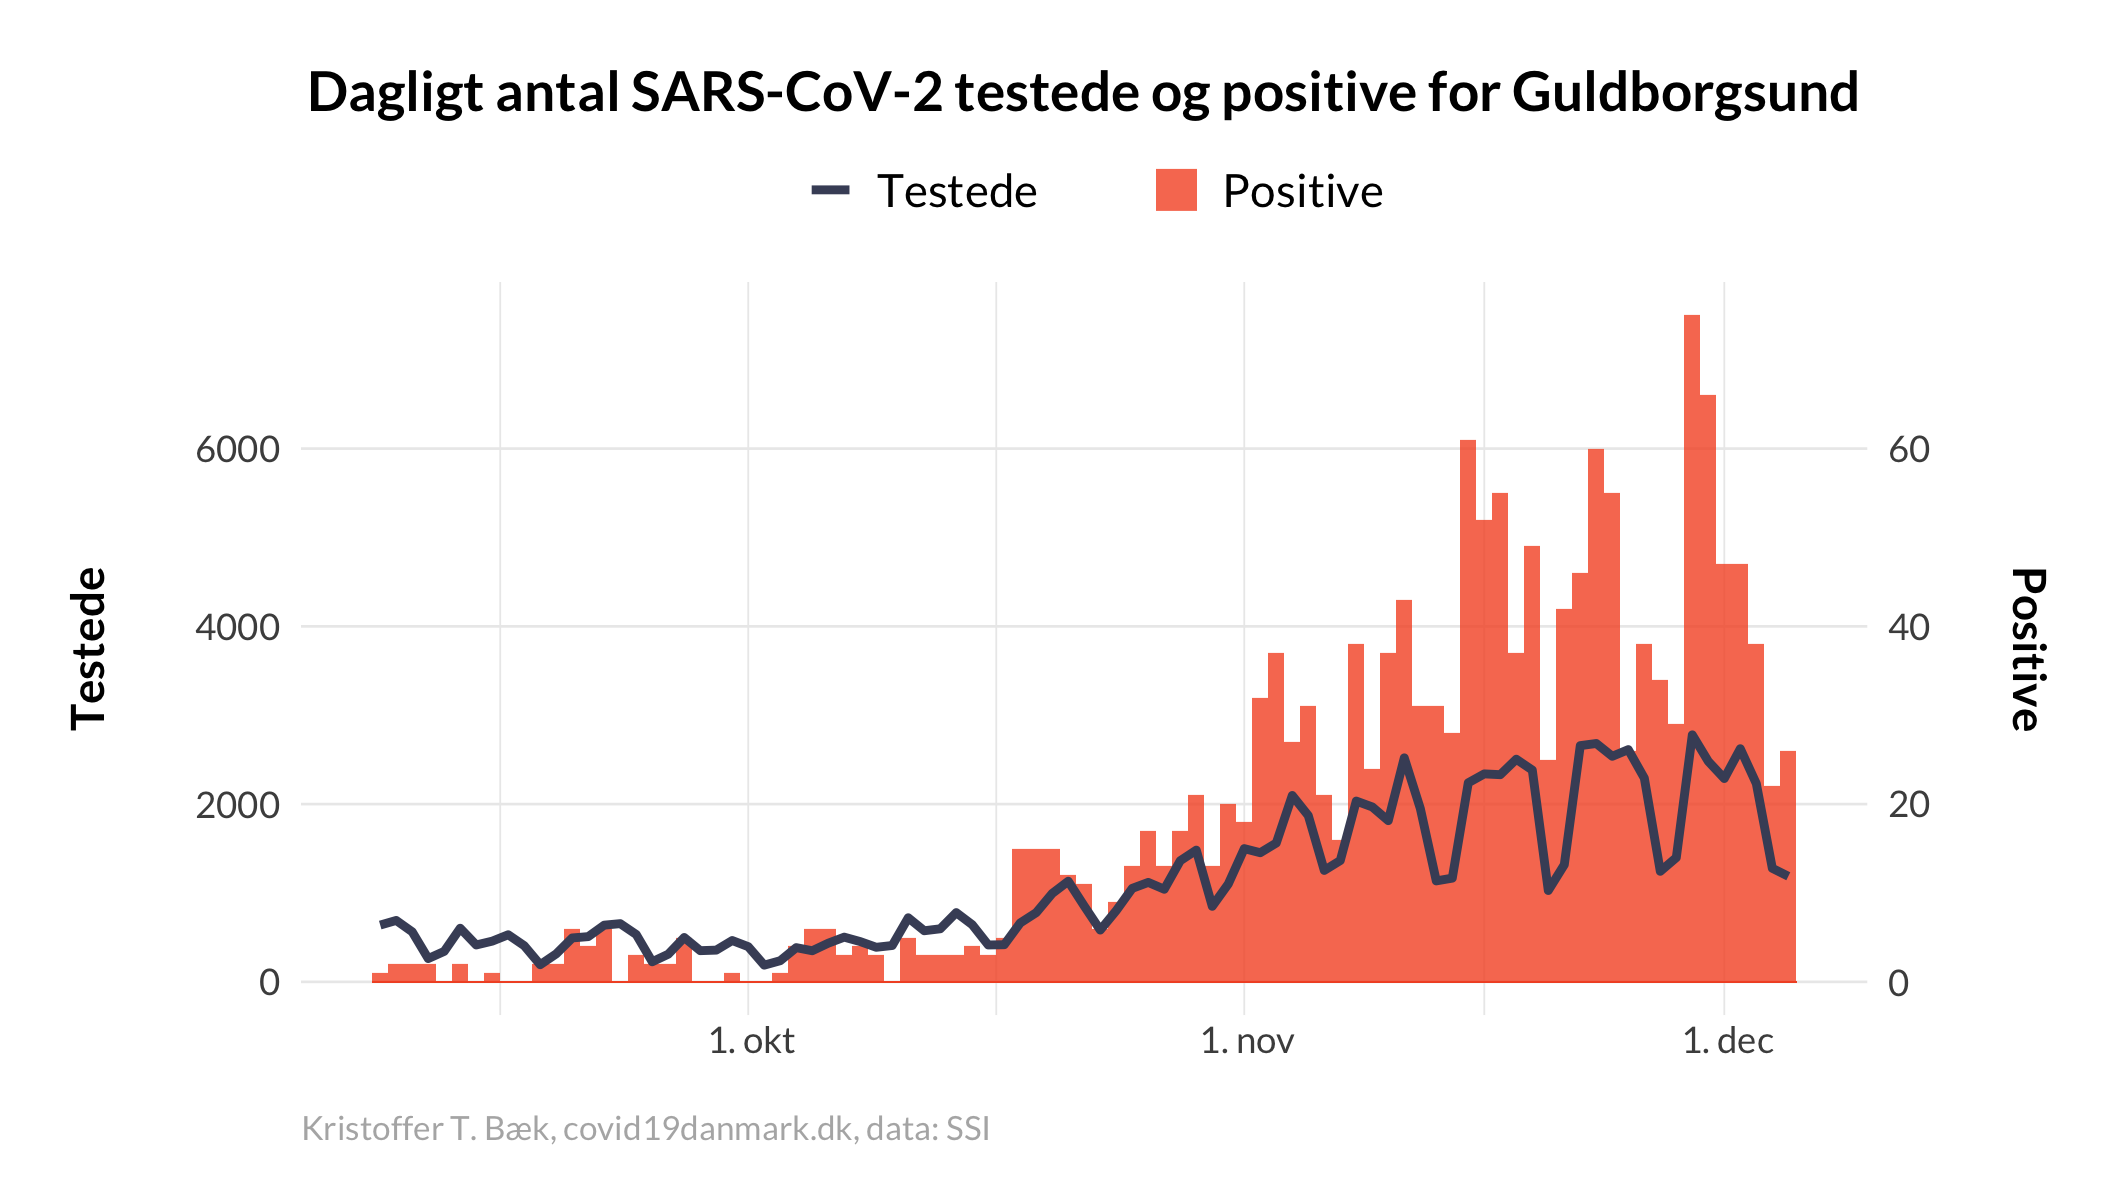 Dagligt antal SARS-CoV-2 testede og positive for Guldborgsund
Testede
Positive
6000
4000
2000
0
60
40
20
0
Testede
Positive
1. okt
1. nov
1. dec
Kristoffer T. Bæk, covid19danmark.dk, data: SSI